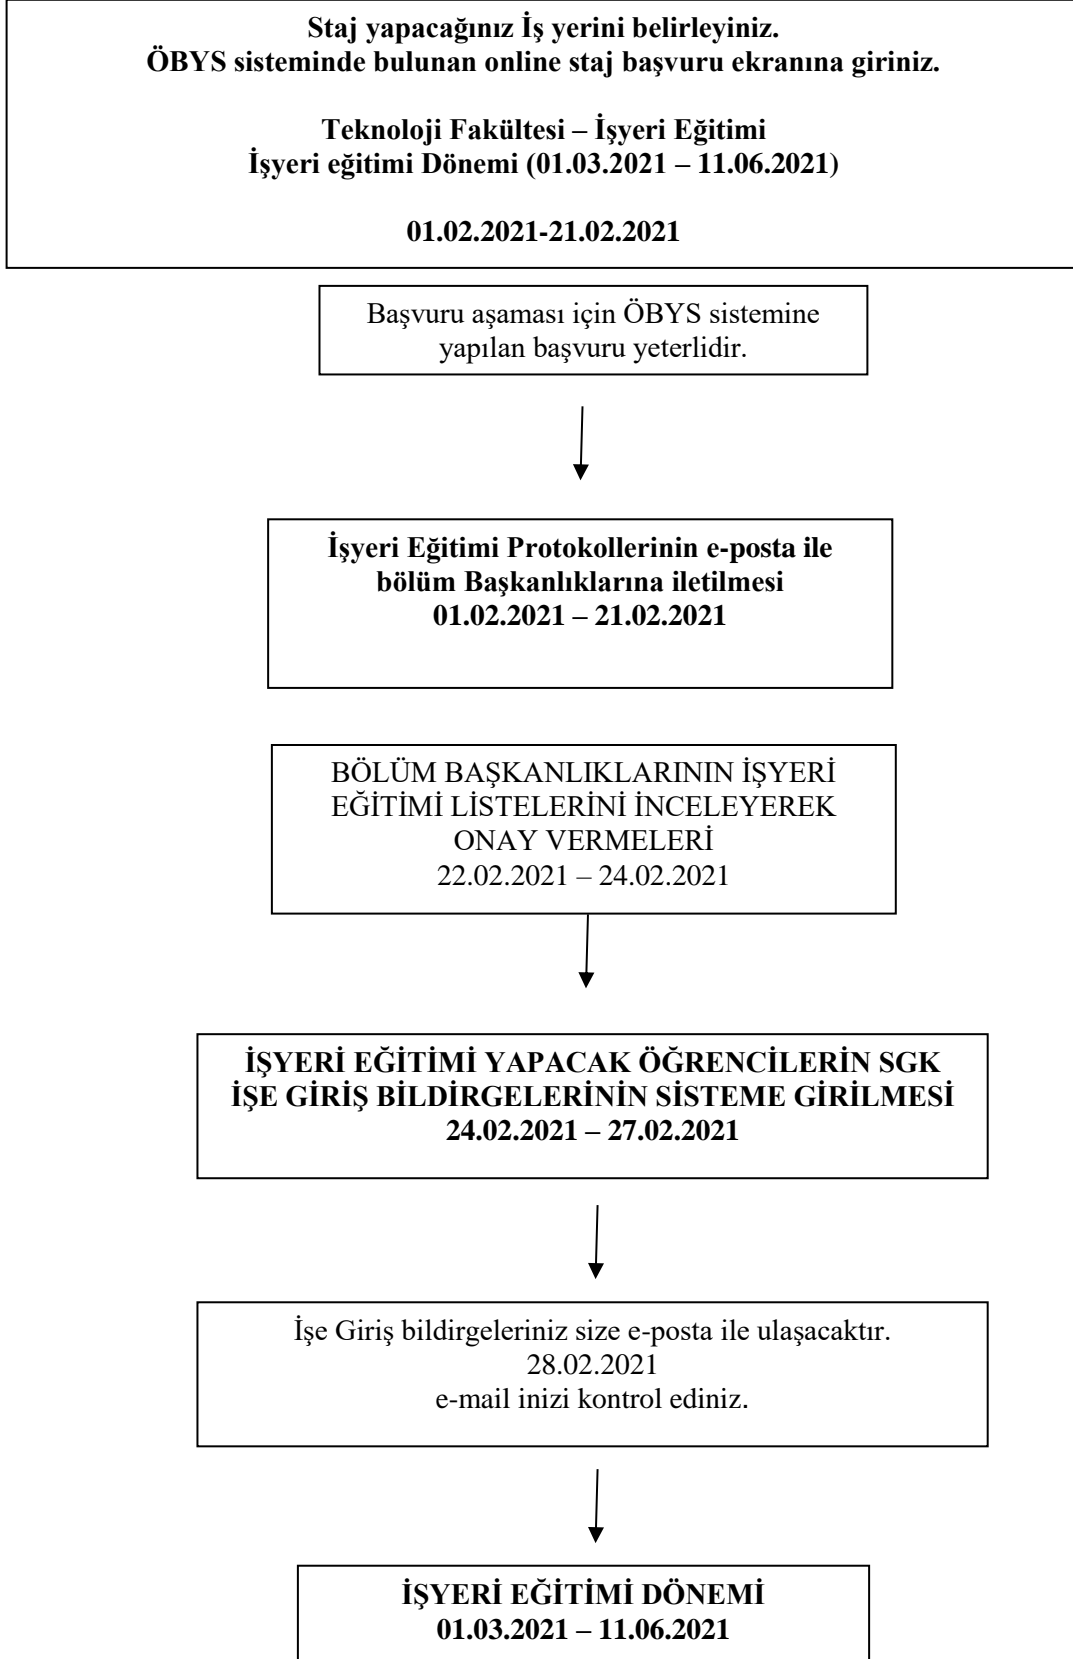 Staj yapacağınız İş yerini belirleyiniz.
ÖBYS sisteminde bulunan online staj başvuru ekranına giriniz.
Teknoloji Fakültesi – İşyeri Eğitimi
İşyeri eğitimi Dönemi (01.03.2021 – 11.06.2021)
01.02.2021-21.02.2021
Başvuru aşaması için ÖBYS sistemine
yapılan başvuru yeterlidir.
İşyeri Eğitimi Protokollerinin e-posta ile
bölüm Başkanlıklarına iletilmesi
01.02.2021 – 21.02.2021
BÖLÜM BAŞKANLIKLARININ İŞYERİ
EĞİTİMİ LİSTELERİNİ İNCELEYEREK
ONAY VERMELERİ
22.02.2021 – 24.02.2021
İŞYERİ EĞİTİMİ YAPACAK ÖĞRENCİLERİN SGK
İŞE GİRİŞ BİLDİRGELERİNİN SİSTEME GİRİLMESİ
24.02.2021 – 27.02.2021
İşe Giriş bildirgeleriniz size e-posta ile ulaşacaktır.
28.02.2021
e-mail inizi kontrol ediniz.
İŞYERİ EĞİTİMİ DÖNEMİ
01.03.2021 – 11.06.2021